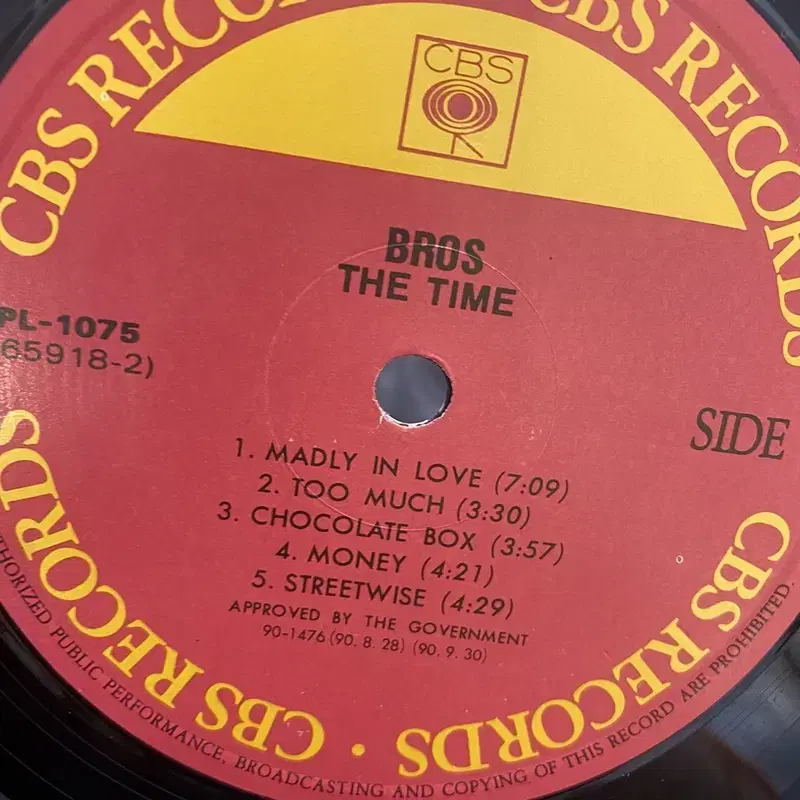 CBS RECORDS
CBS RECORDS
CBS
BROS
THE TIME
PL-1075
65918-2)
SIDE
1. MADLY IN LOVE (7:09)
2. TOO MUCH (3:30)
3. CHOCOLATE BOX (3:57)
4. MONEY (4:21)
5. STREETWISE (4:29)
APPROVED BY THE GOVERNMENT
90-1476 (90. 8. 28) (90. 9. 30)
CBS RECORDS · CBS RECORDS
THORIZED PUBLIC PERFORMANCE, BROADCASTING AND COPYING OF THIS RECORD ARE PROHIBITED.